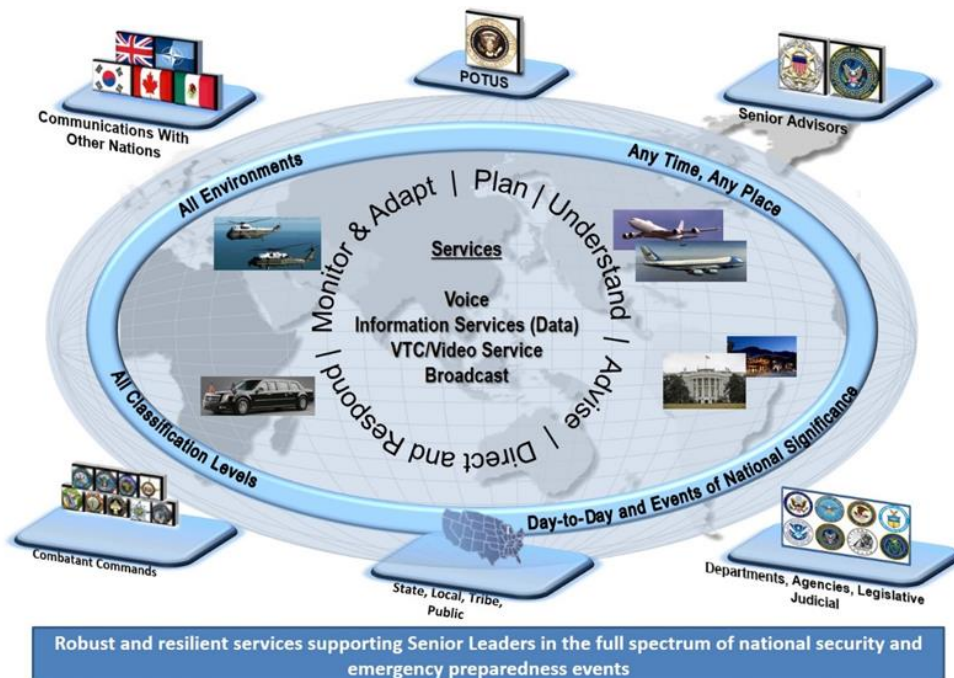 POTUS
Communications With
Other Nations
Senior Advisors
All Environments
Any Time, Any Place
Monitor & Adapt | Plan | Understand | Advise | Direct and Respond |
Services
Voice
Information Services (Data)
VTC/Video Service
Broadcast
All Classification Levels
Day-to-Day and Events of National Significance
Combatant Commands
State, Local, Tribe,
Public
Departments, Agencies, Legislative
Judicial
Robust and resilient services supporting Senior Leaders in the full spectrum of national security and
emergency preparedness events